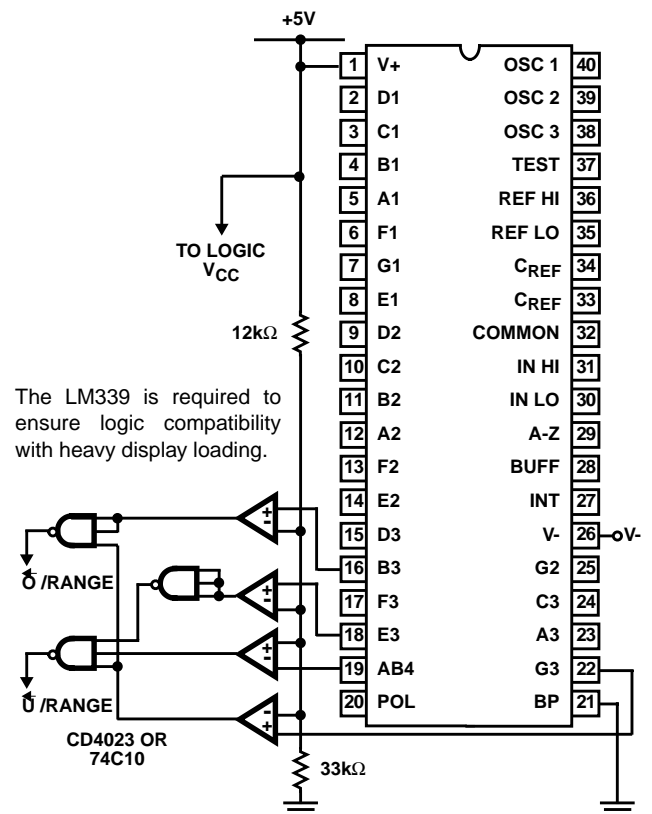 +5V
1 V+ OSC 1 40
2 D1 OSC 2 39
3 C1 OSC 3 38
4 B1 TEST 37
5 A1 REF HI 36
6 F1 REF LO 35
7 G1 CREF 34
8 E1 CREF 33
9 D2 COMMON 32
10 C2 IN HI 31
11 B2 IN LO 30
12 A2 A-Z 29
13 F2 BUFF 28
14 E2 INT 27
15 D3 V- 26 V-
16 B3 G2 25
17 F3 C3 24
18 E3 A3 23
19 AB4 G3 22
20 POL BP 21
TO LOGIC
VCC
12kΩ
The LM339 is required to
ensure logic compatibility
with heavy display loading.
+
-
+
-
-
+
-
+
O /RANGE
U /RANGE
CD4023 OR
74C10
33kΩ